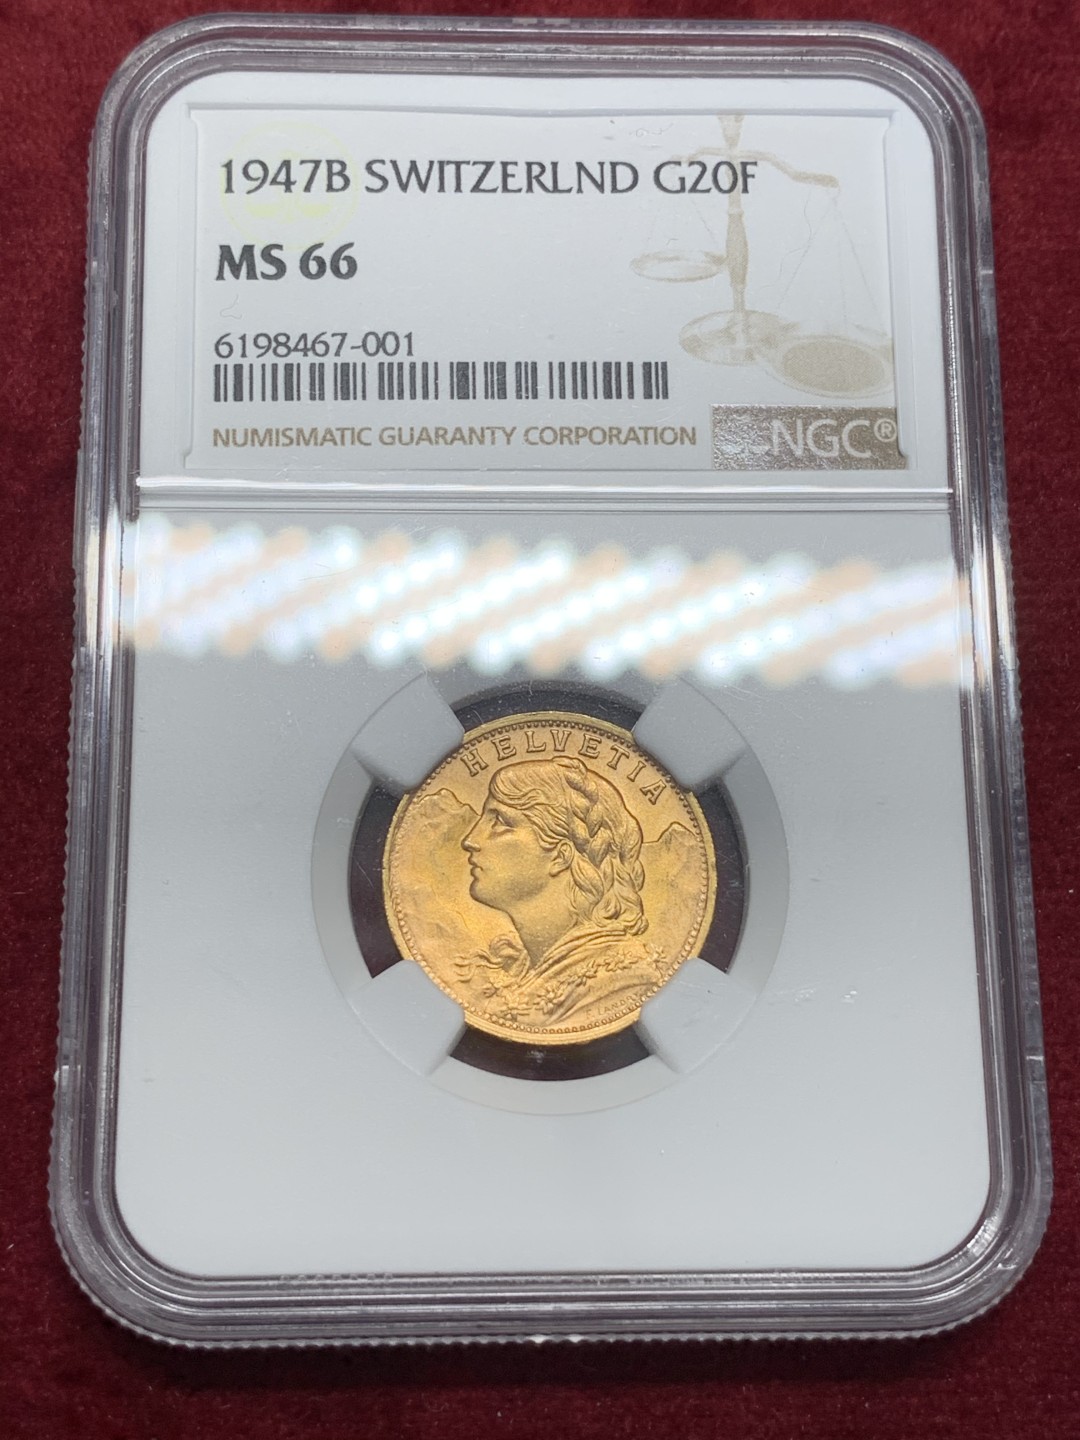 1947B SWITZERLND G20F
MS 66
6198467-001
NUMISMATIC GUARANTY CORPORATION
NGC®
HELVETIA